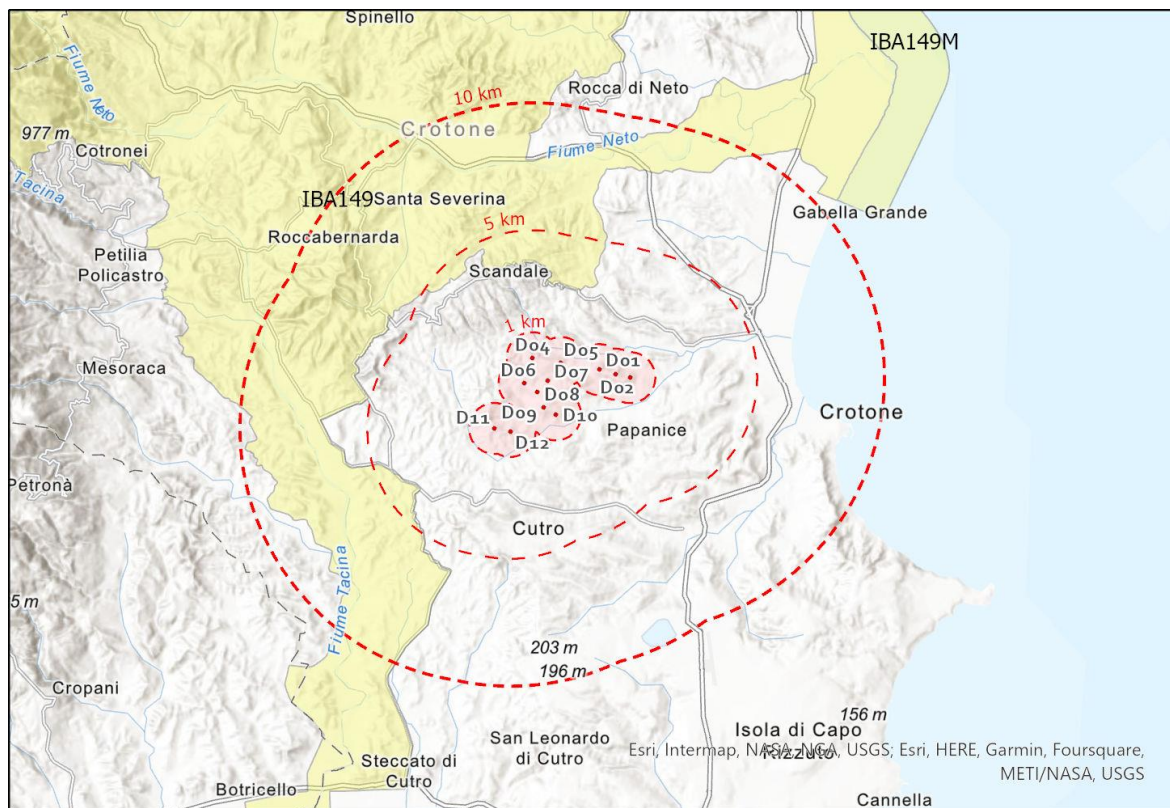 Spinello
IBA149M
Fiume Neto
10 km
Rocca di Neto
Crotone
977 m
Cotronei
Fiume Neto
Tacina
IBA149
Santa Severina
Gabella Grande
5 km
Roccabernarda
Petilia
Policastro
Scandale
1 km
D04
D05
D01
Mesoraca
D06
D07
D02
D08
D09
D10
Crotone
D11
Papanice
D12
Petronà
Cutro
5 m
Fiume Tacina
203 m
196 m
Cropani
156 m
San Leonardo
di Cutro
Isola di Capo
Rizzuto
Esri, Intermap, NASA, NGA, USGS; Esri, HERE, Garmin, Foursquare,
METI/NASA, USGS
Steccato di
Cutro
Botricello
Cannella